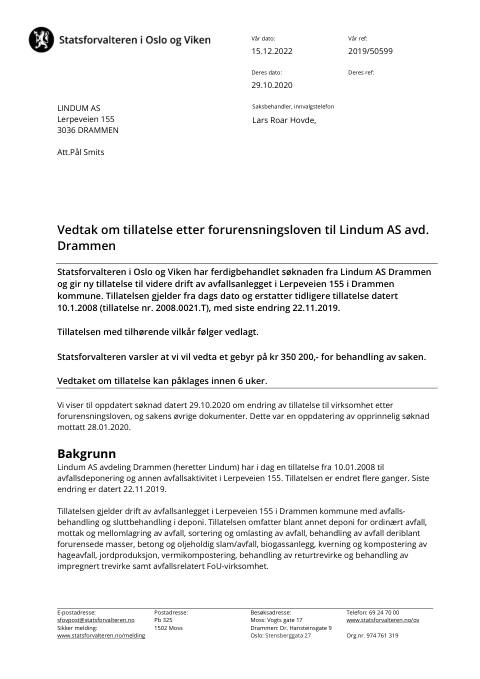 Statsforvalteren i Oslo og Viken
Vår dato:
Vår ref:
15.12.2022
2019/50599
Deres dato:
Deres ref:
29.10.2020
LINDUM AS
Lerpeveien 155
3036 DRAMMEN
Att.Pål Smits
Saksbehandler, innvalgstelefon
Lars Roar Hovde,
Vedtak om tillatelse etter forurensningsloven til Lindum AS avd.
Drammen
Statsforvalteren i Oslo og Viken har ferdigbehandlet søknaden fra Lindum AS Drammen
og gir ny tillatelse til videre drift av avfallsanlegget i Lerpeveien 155 i Drammen
kommune. Tillatelsen gjelder fra dags dato og erstatter tidligere tillatelse datert
10.1.2008 (tillatelse nr. 2008.0021.T), med siste endring 22.11.2019.
Tillatelsen med tilhørende vilkår følger vedlagt.
Statsforvalteren varsler at vi vil vedta et gebyr på kr 350 200,- for behandling av saken.
Vedtaket om tillatelse kan påklages innen 6 uker.
Vi viser til oppdatert søknad datert 29.10.2020 om endring av tillatelse til virksomhet etter
forurensningsloven, og sakens øvrige dokumenter. Dette var en oppdatering av opprinnelig søknad
mottatt 28.01.2020.
Bakgrunn
Lindum AS avdeling Drammen (heretter Lindum) har i dag en tillatelse fra 10.01.2008 til
avfallsdeponering og annen avfallsaktivitet i Lerpeveien 155. Tillatelsen er endret flere ganger. Siste
endring er datert 22.11.2019.
Tillatelsen gjelder drift av avfallsanlegget i Lerpeveien 155 i Drammen kommune med avfalls-
behandling og sluttbehandling i deponi. Tillatelsen omfatter blant annet deponi for ordinært avfall,
mottak og mellomlagring av avfall, sortering og omlasting av avfall, behandling av avfall deriblant
forurensede masser, betong og oljeholdig slam/avfall, biogassanlegg, kverning og kompostering av
hageavfall, jordproduksjon, vermikompostering, behandling av returtrevirke og behandling av
impregnert trevirke samt avfallsrelatert FoU-virksomhet.
E-postadresse:
sfovpost@statsforvalteren.no
Sikker melding:
www.statsforvalteren.no/melding
Postadresse:
Pb 325
1502 Moss
Besøksadresse:
Moss: Vogts gate 17
Drammen: Dr. Hansteinsgate 9
Oslo: Stensberggata 27
Telefon: 69 24 70 00
www.statsforvalteren.no/ov
Org.nr. 974 761 319